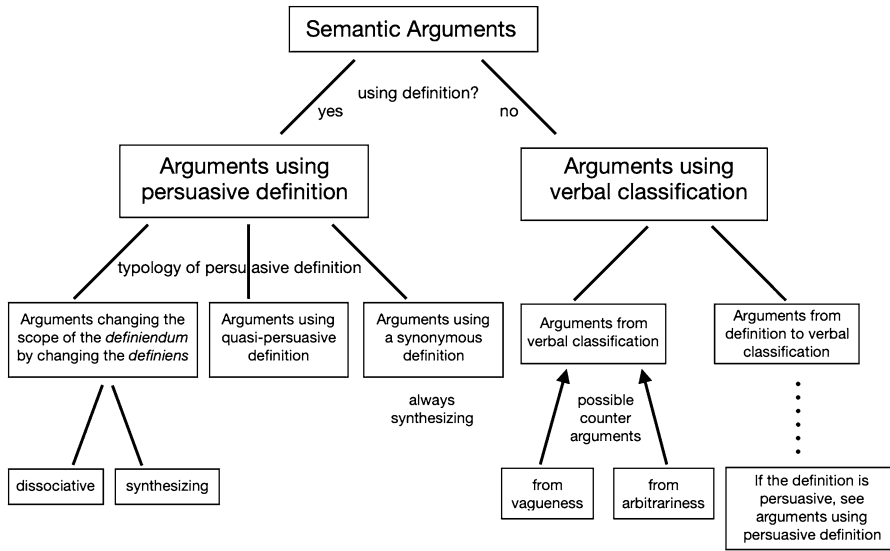 Semantic Arguments
using definition?
yes
no
Arguments using
persuasive definition
Arguments using
verbal classification
typology of persuasive definition
Arguments changing the
scope of the definiendum
by changing the definiens
Arguments using
quasi-persuasive
definition
Arguments using
a synonymous
definition
Arguments from
verbal classification
Arguments from
definition to verbal
classification
always
synthesizing
possible
counter
arguments
dissociative
synthesizing
from
vagueness
from
arbitrariness
If the definition is
persuasive, see
arguments using
persuasive definition